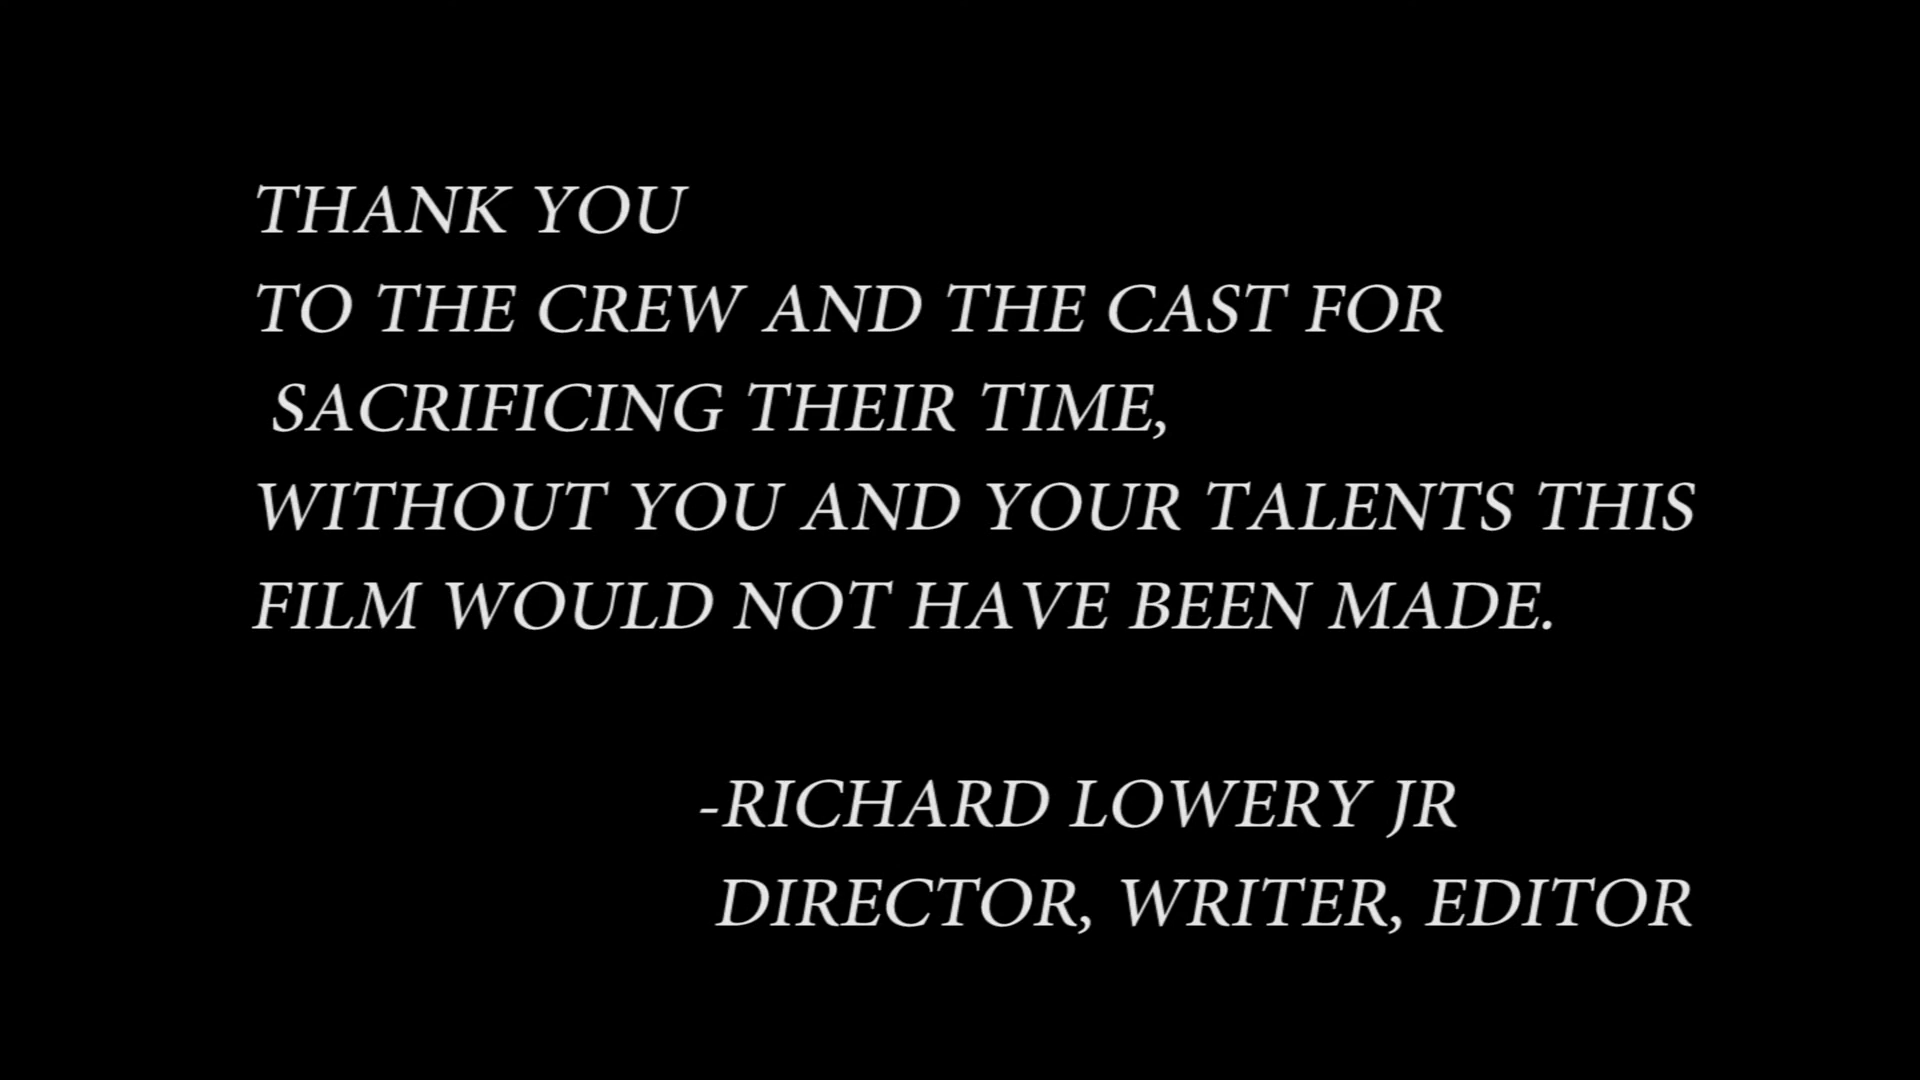 THANK YOU
TO THE CREW AND THE CAST FOR
SACRIFICING THEIR TIME,
WITHOUT YOU AND YOUR TALENTS THIS
FILM WOULD NOT HAVE BEEN MADE.
-RICHARD LOWERY JR
DIRECTOR, WRITER, EDITOR